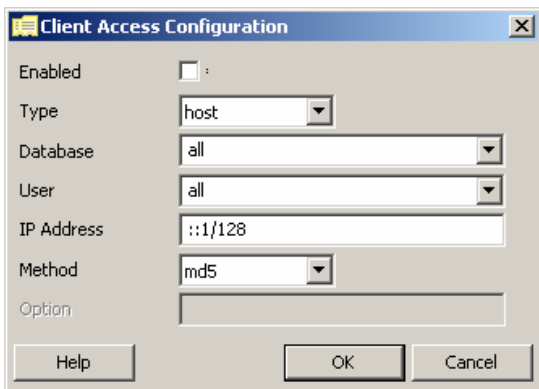 Client Access Configuration
Enabled
Type host
Database all
User all
IP Address ::1/128
Method md5
Option
Help OK Cancel